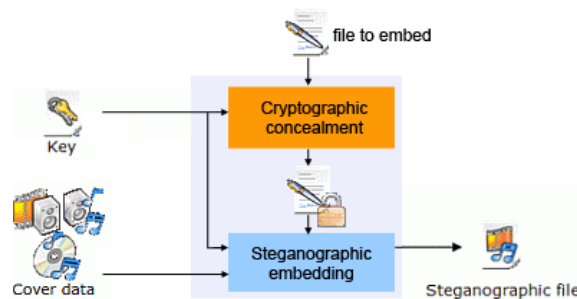 file to embed
Cryptographic
concealment
Key
Steganographic
embedding
Cover data
Steganographic file